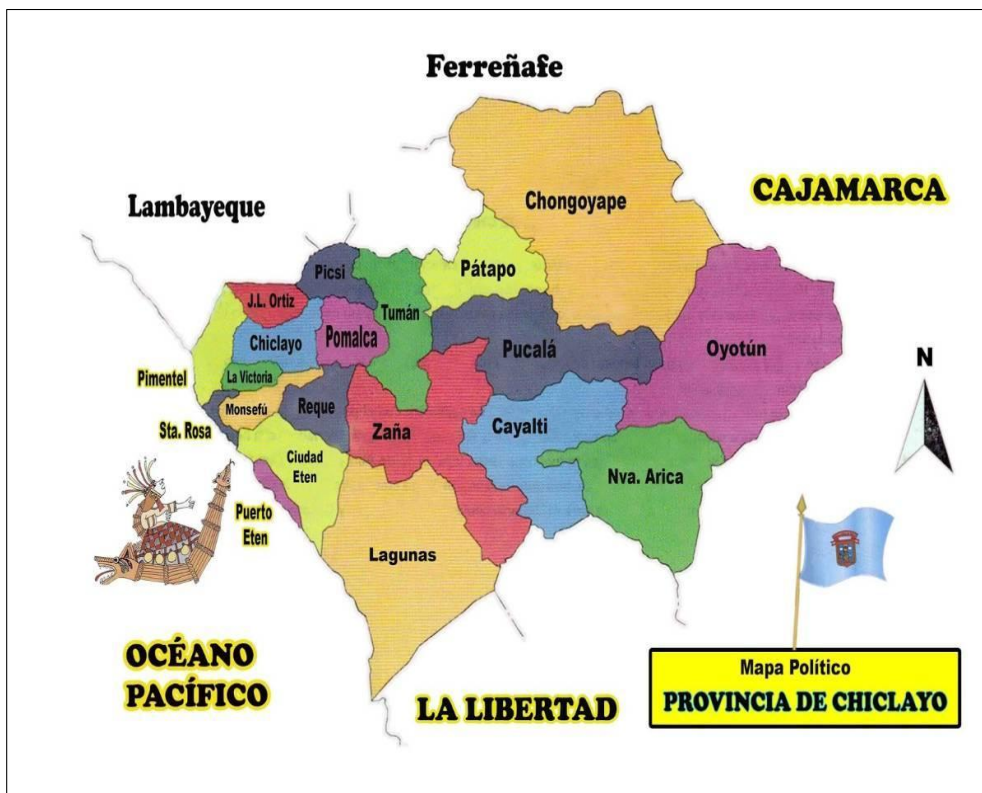 Ferreñafe
CAJAMARCA
Lambayeque
Chongoyape
Picsi
Pátapo
J.L. Ortiz
Tumán
Chiclayo
Pomalca
Pucalá
Oyotún
N
Pimentel
La Victoria
Monsefú
Reque
Sta. Rosa
Zaña
Cayalti
Ciudad
Eten
Nva. Arica
Puerto
Eten
Lagunas
OCÉANO
PACÍFICO
LA LIBERTAD
Mapa Político
PROVINCIA DE CHICLAYO